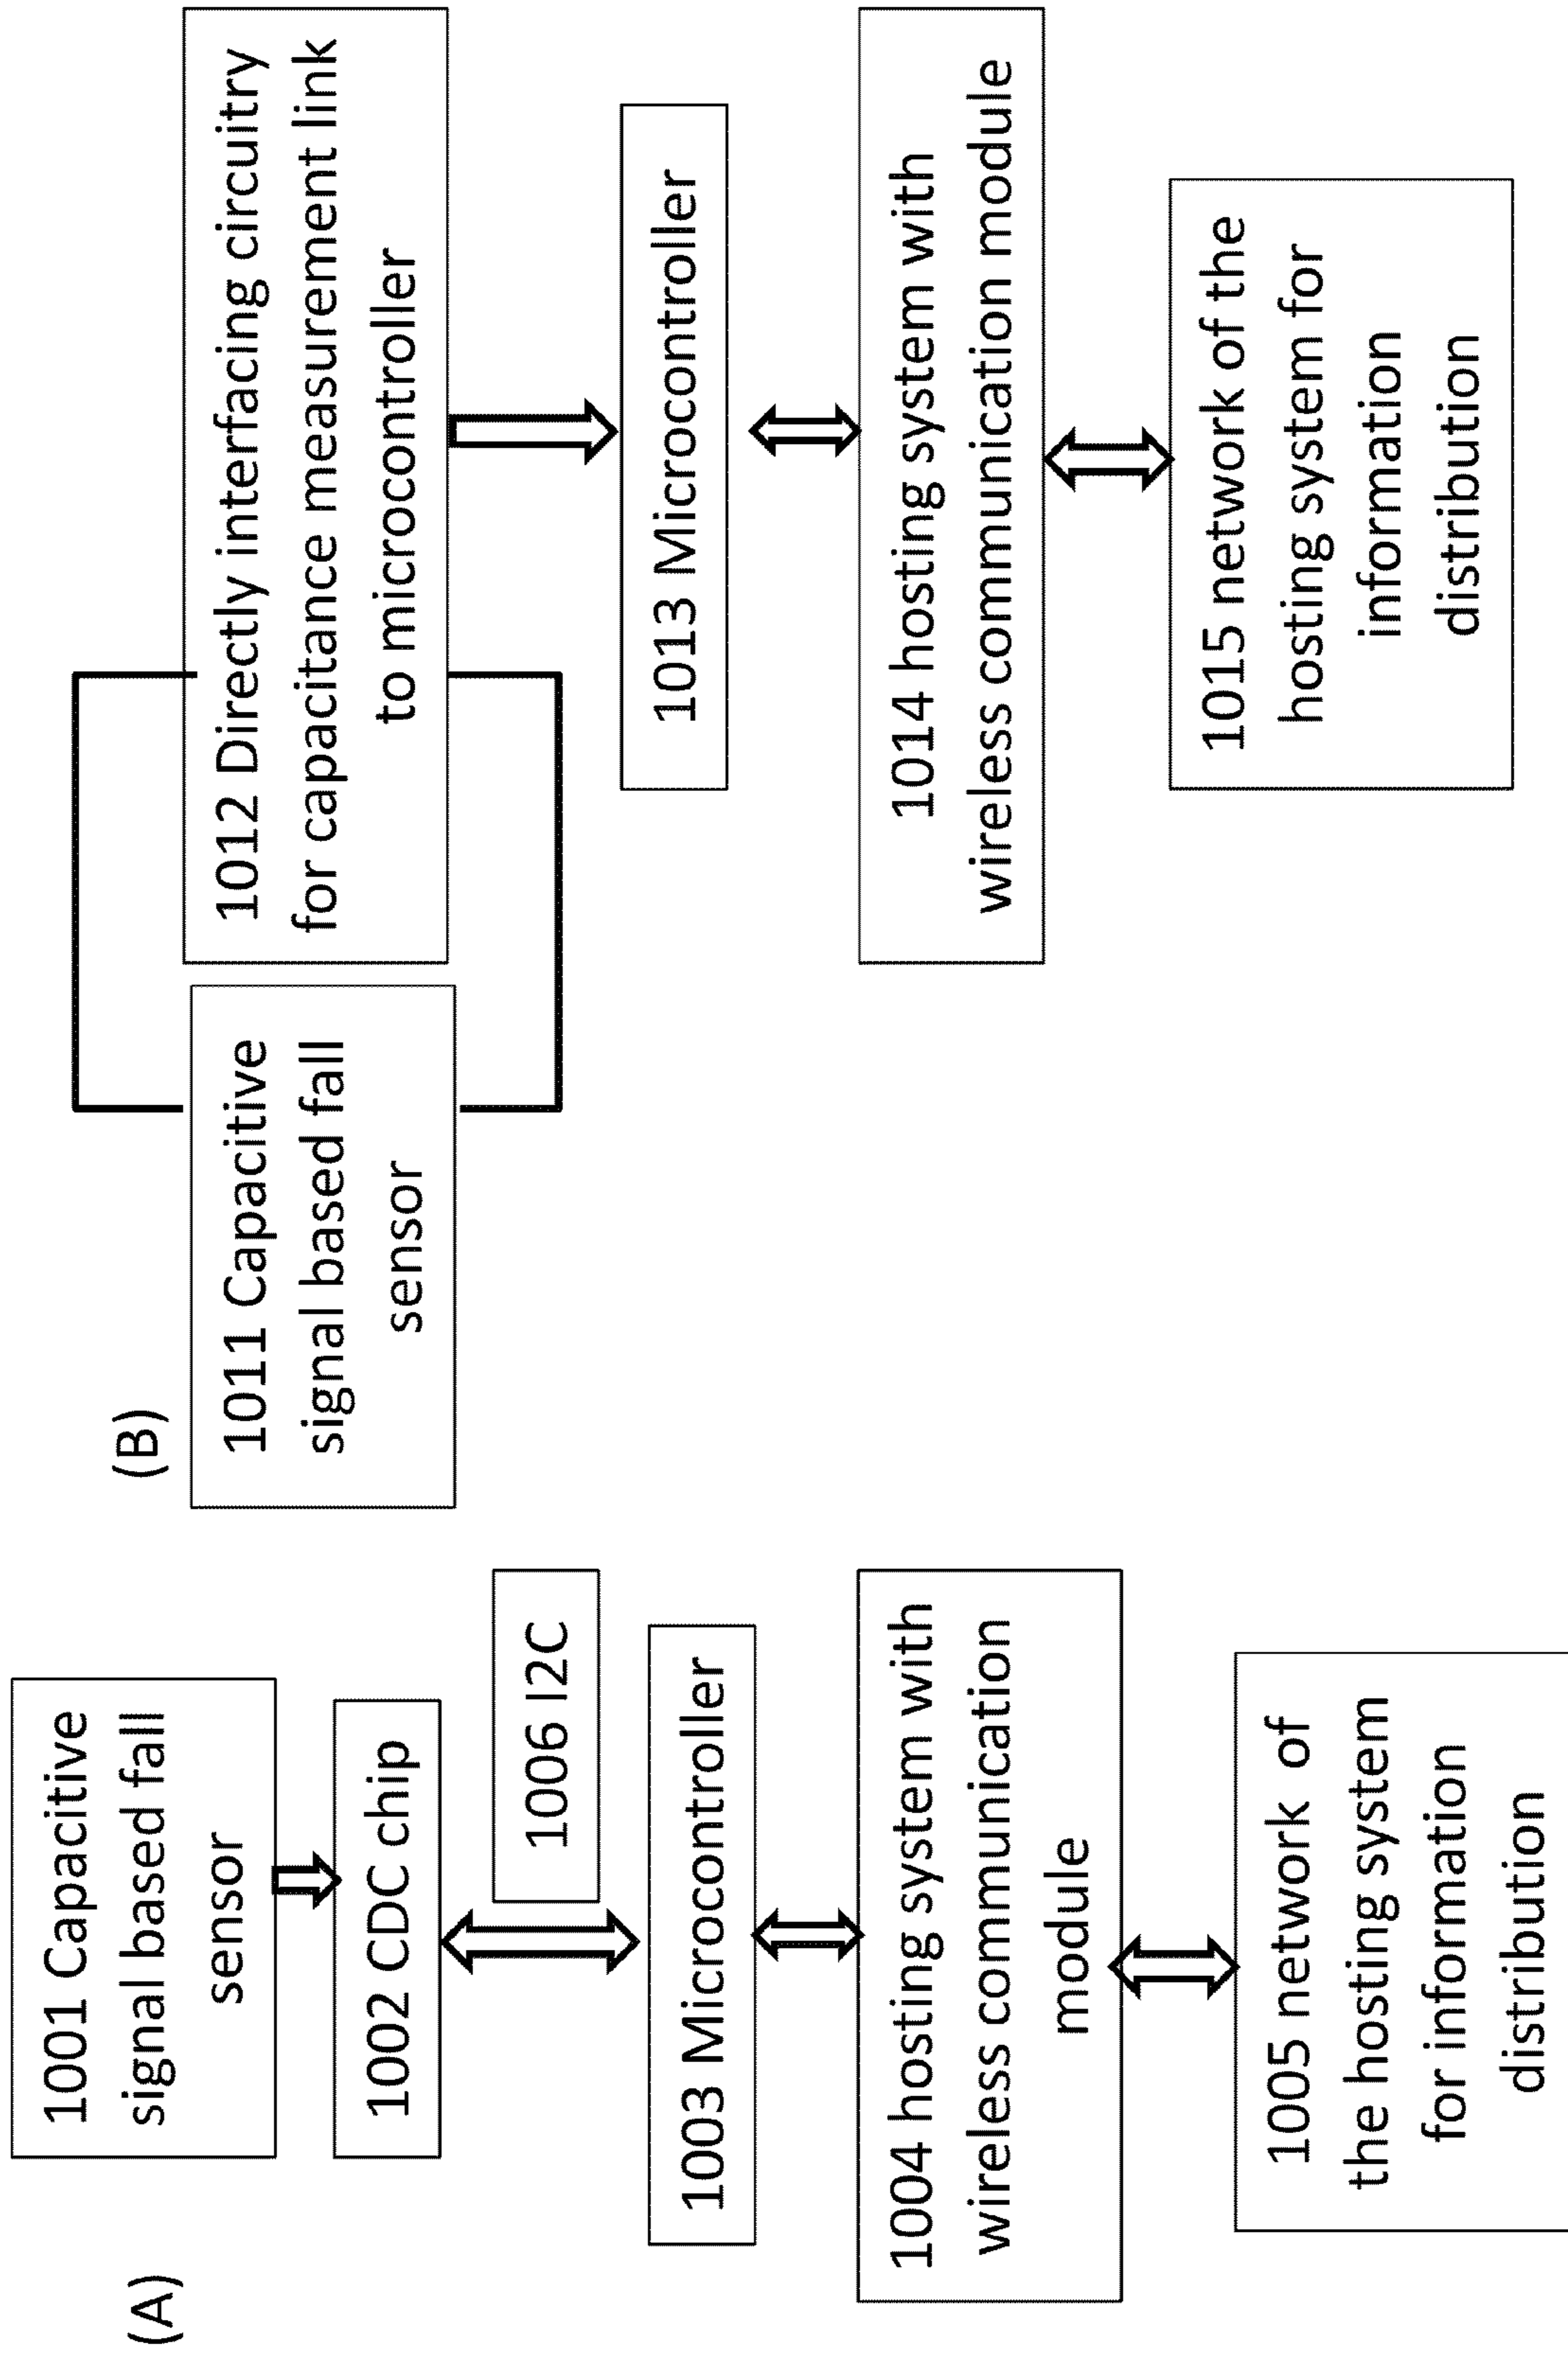 (A)
1001 Capacitive
signal based fall
sensor
1002 CDC chip
1006 I2C
1003 Microcontroller
1004 hosting system with
wireless communication
module
1005 network of
the hosting system
for information
distribution
(B)
1011 Capacitive
signal based fall
sensor
1012 Directly interfacing circuitry
for capacitance measurement link
to microcontroller
1013 Microcontroller
1014 hosting system with
wireless communication module
1015 network of the
hosting system for
information
distribution